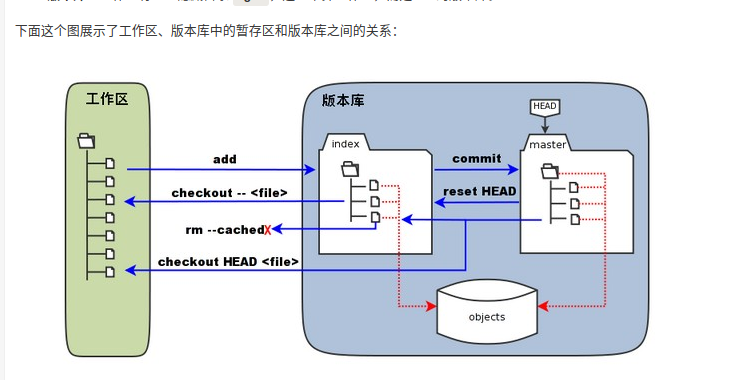 下面这个图展示了工作区、版本库中的暂存区和版本库之间的关系：
工作区
版本库
HEAD
index
master
add
commit
checkout -- <file>
reset HEAD
rm --cached
X
checkout HEAD <file>
objects